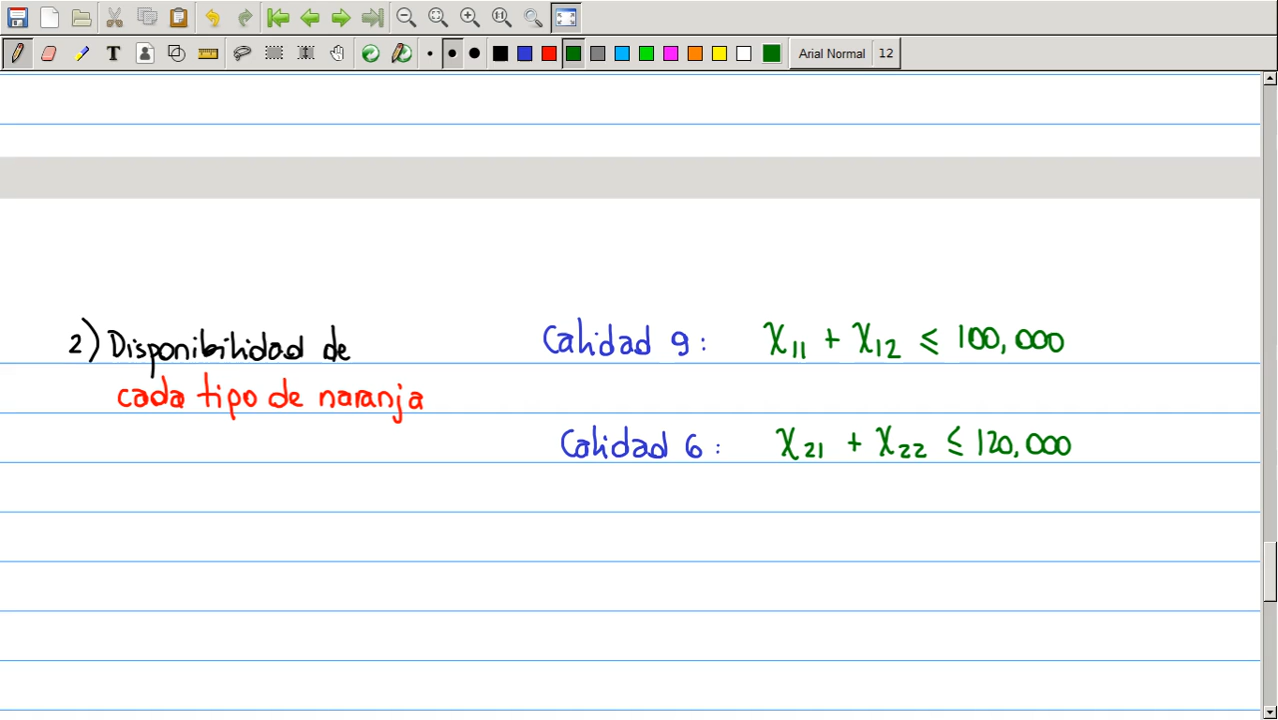 Arial Normal 12
2) Disponibilidad de
cada tipo de naranja
Calidad 9 : x₁₁ + x₁₂ ≤ 100,000
Calidad 6 : x₂₁ + x₂₂ ≤ 120,000